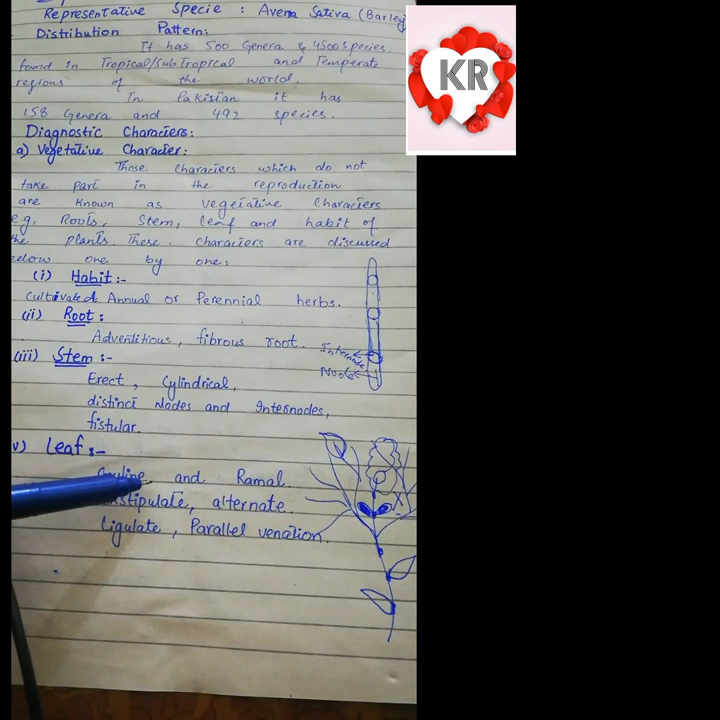 Representative Specie : Avena Sativa (Barley)
Distribution Pattern:
It has 500 Genera & 4500 species.
found in Tropical/SubTropical and Temperate
regions of the world.
In Pakistan it has
158 Genera and 492 species.
Diagnostic Characters:
a) Vegetative Character:
Those characters which do not
take part in the reproduction
are known as vegetative characters
e.g. Roots, Stem, leaf and habit of
the plants. These characters are discussed
below one by one;
(i) Habit:-
cultivated Annual or Perennial herbs.
(ii) Root:
Adventitious, fibrous root.
Internode
(iii) Stem :-
Node
Erect, Cylindrical,
distinct Nodes and Internodes,
fistular.
v) Leaf:-
and Ramal.
alternate.
Ligulate, Parallel venation.
KR